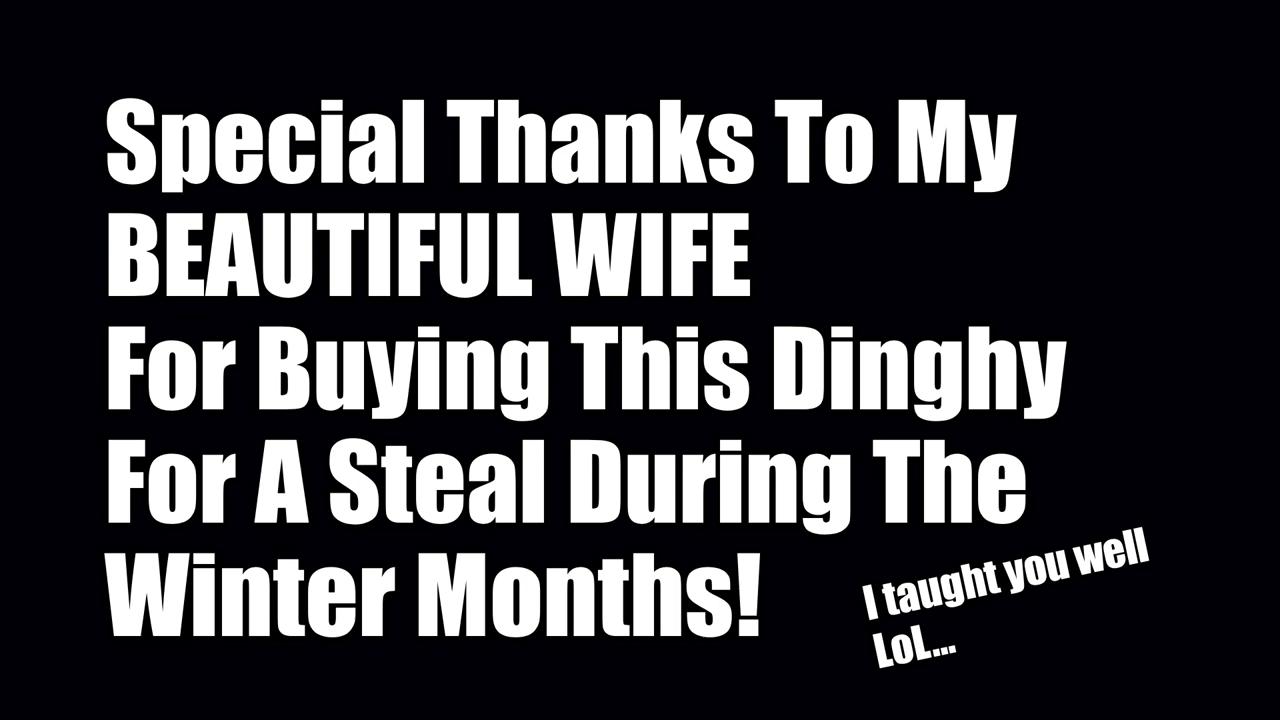 Special Thanks To My
BEAUTIFUL WIFE
For Buying This Dinghy
For A Steal During The
Winter Months!
I taught you well
LoL...